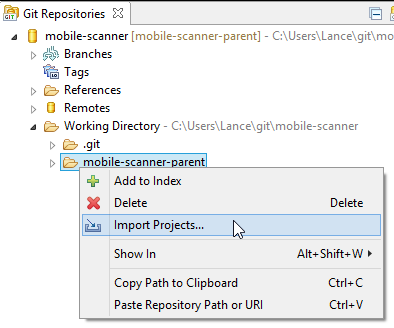 GIT
Git Repositories
mobile-scanner [mobile-scanner-parent] - C:\Users\Lance\git\mo
Branches
Tags
References
Remotes
Working Directory - C:\Users\Lance\git\mobile-scanner
.git
mobile-scanner-parent
Add to Index
Delete Delete
Import Projects...
Show In Alt+Shift+W
Copy Path to Clipboard Ctrl+C
Paste Repository Path or URI Ctrl+V